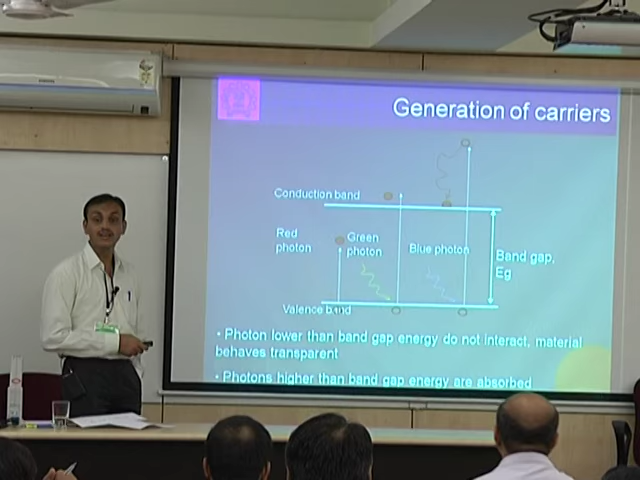 Generation of carriers
Conduction band
Red
photon
Green
photon
Blue photon
Band gap,
Eg
Valence band
• Photon lower than band gap energy do not interact, material
behaves transparent
• Photons higher than band gap energy are absorbed